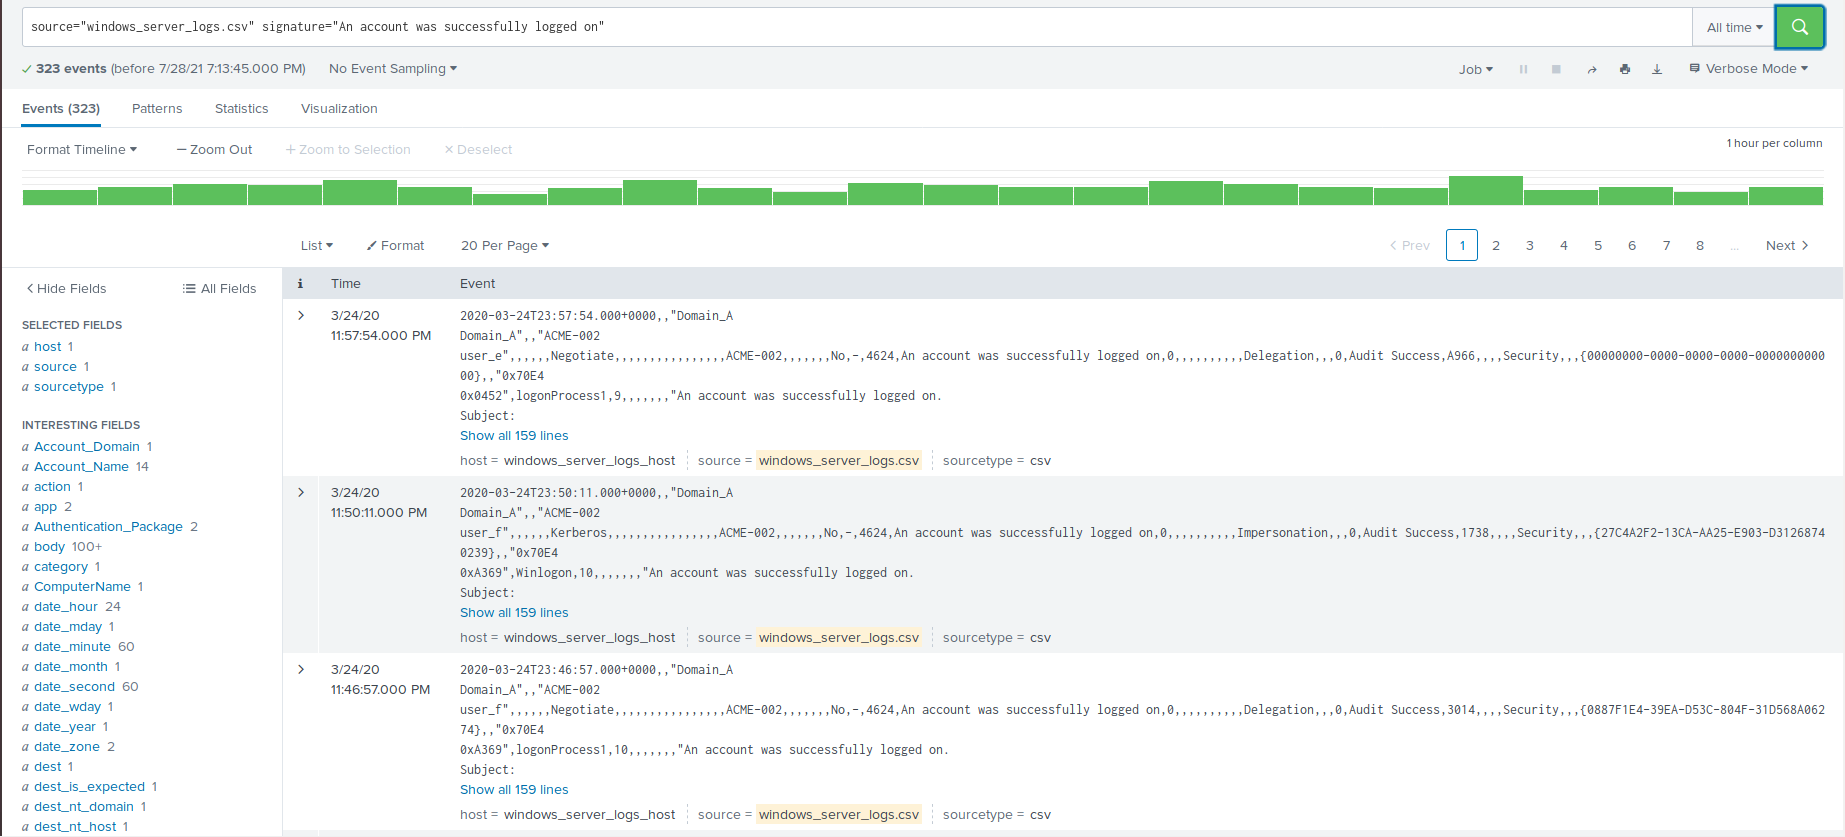 source="windows_server_logs.csv" signature="An account was successfully logged on"
All time
323 events (before 7/28/21 7:13:45.000 PM)
No Event Sampling
Job
Verbose Mode
Events (323)
Patterns
Statistics
Visualization
Format Timeline
— Zoom Out
+ Zoom to Selection
× Deselect
1 hour per column
List
Format
20 Per Page
< Prev
1
2
3
4
5
6
7
8
...
Next >
< Hide Fields
All Fields
SELECTED FIELDS
a host 1
a source 1
a sourcetype 1
INTERESTING FIELDS
a Account_Domain 1
a Account_Name 14
a action 1
a app 2
a Authentication_Package 2
a body 100+
a category 1
a ComputerName 1
a date_hour 24
a date_mday 1
a date_minute 60
a date_month 1
a date_second 60
a date_wday 1
a date_year 1
a date_zone 2
a dest 1
a dest_is_expected 1
a dest_nt_domain 1
a dest_nt_host 1
i
Time
Event
3/24/20
11:57:54.000 PM
2020-03-24T23:57:54.000+0000,,"Domain_A
Domain_A",,"ACME-002
user_e",,,,,,Negotiate,,,,,,,,,,,,,,,,ACME-002,,,,,,,No,-,4624,An account was successfully logged on,0,,,,,,,,,,Delegation,,,0,Audit Success,A966,,,,Security,,,{00000000-0000-0000-0000-0000000000
00},,"0x70E4
0x0452",logonProcess1,9,,,,,,,"An account was successfully logged on.
Subject:
Show all 159 lines
host = windows_server_logs_host
source = windows_server_logs.csv
sourcetype = csv
3/24/20
11:50:11.000 PM
2020-03-24T23:50:11.000+0000,,"Domain_A
Domain_A",,"ACME-002
user_f",,,,,,Kerberos,,,,,,,,,,,,,,,,ACME-002,,,,,,,No,-,4624,An account was successfully logged on,0,,,,,,,,,,Impersonation,,,0,Audit Success,1738,,,,Security,,,{27C4A2F2-13CA-AA25-E903-D3126874
0239},,"0x70E4
0xA369",Winlogon,10,,,,,,,"An account was successfully logged on.
Subject:
Show all 159 lines
host = windows_server_logs_host
source = windows_server_logs.csv
sourcetype = csv
3/24/20
11:46:57.000 PM
2020-03-24T23:46:57.000+0000,,"Domain_A
Domain_A",,"ACME-002
user_f",,,,,,Negotiate,,,,,,,,,,,,,,,,ACME-002,,,,,,,No,-,4624,An account was successfully logged on,0,,,,,,,,,,Delegation,,,0,Audit Success,3014,,,,Security,,,{0887F1E4-39EA-D53C-804F-31D568A062
74},,"0x70E4
0xA369",logonProcess1,10,,,,,,,"An account was successfully logged on.
Subject:
Show all 159 lines
host = windows_server_logs_host
source = windows_server_logs.csv
sourcetype = csv